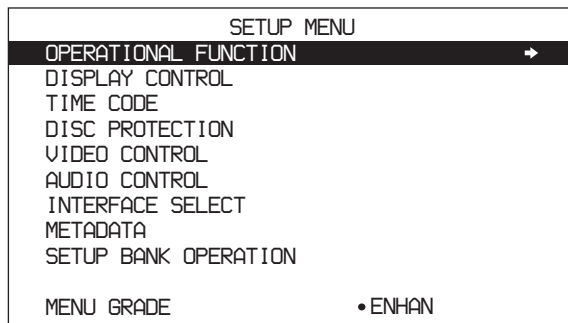 SETUP MENU
OPERATIONAL FUNCTION →
DISPLAY CONTROL
TIME CODE
DISC PROTECTION
VIDEO CONTROL
AUDIO CONTROL
INTERFACE SELECT
METADATA
SETUP BANK OPERATION
MENU GRADE •ENHAN